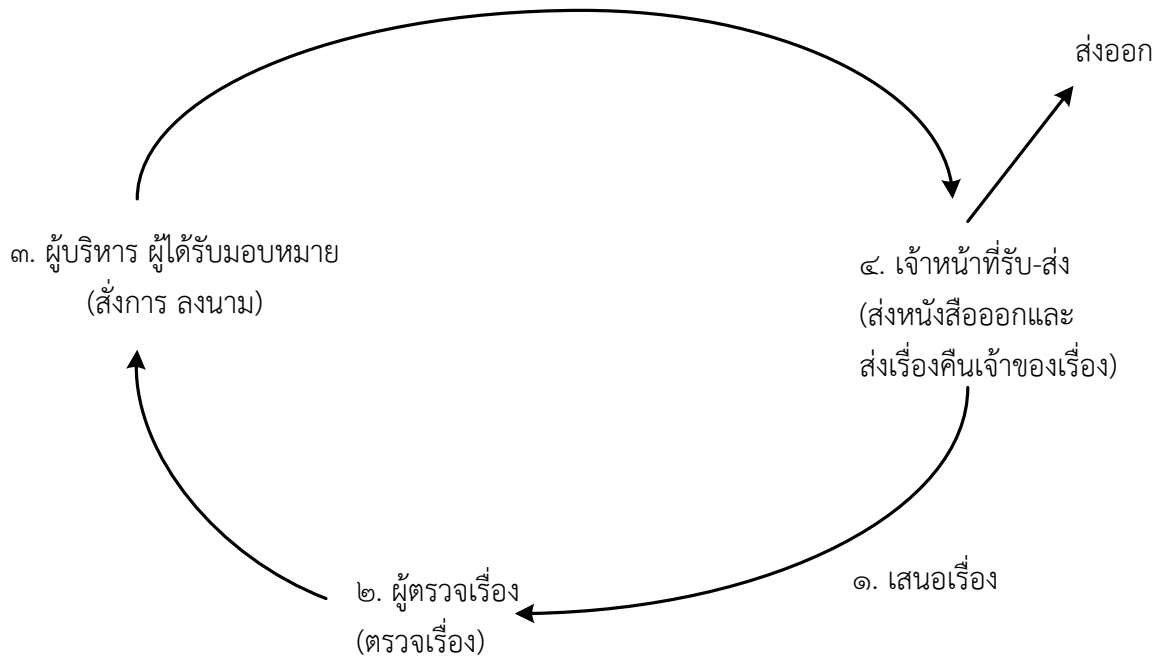 ส่งออก
๓. ผู้บริหาร ผู้ได้รับมอบหมาย
(สั่งการ ลงนาม)
๔. เจ้าหน้าที่รับ-ส่ง
(ส่งหนังสือออกและ
ส่งเรื่องคืนเจ้าของเรื่อง)
๑. เสนอเรื่อง
๒. ผู้ตรวจเรื่อง
(ตรวจเรื่อง)